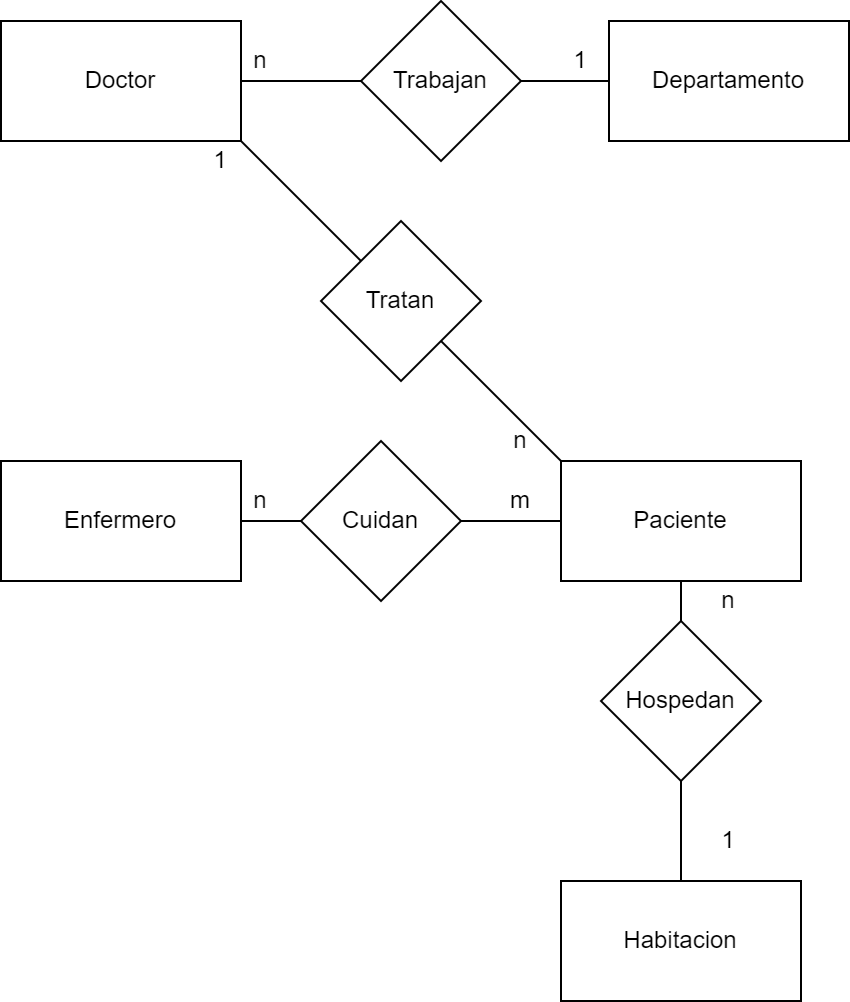 Doctor
n
Trabajan
1
Departamento
1
Tratan
n
Enfermero
n
Cuidan
m
Paciente
n
Hospedan
1
Habitacion